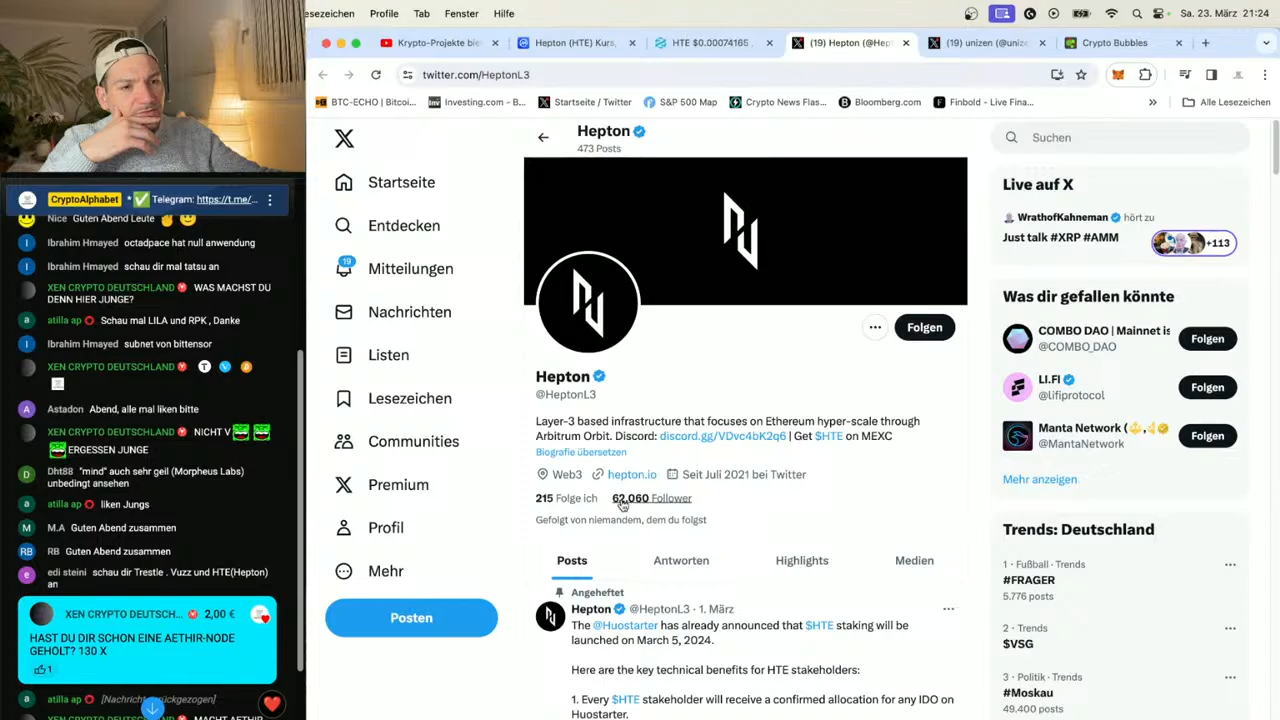 esezeichen Profile Tab Fenster Hilfe
Sa. 23. März 21:24
Krypto-Projekte bie
Hepton (HTE) Kurs,
HTE $0.00074165
(19) Hepton (@Hept
(19) unizen (@unize
Crypto Bubbles
twitter.com/HeptonL3
BTC-ECHO | Bitcoi...
Investing.com - B...
Startseite / Twitter
S&P 500 Map
Crypto News Flas...
Bloomberg.com
Finbold - Live Fina...
Alle Lesezeichen
CryptoAlphabet * Telegram: https://t.me/...
Nice Guten Abend Leute
Ibrahim Hmayed octadpace hat null anwendung
Ibrahim Hmayed schau dir mal tatsu an
XEN CRYPTO DEUTSCHLAND WAS MACHST DU
DENN HIER JUNGE?
atilla ap Schau mal LILA und RPK , Danke
Ibrahim Hmayed subnet von bittensor
XEN CRYPTO DEUTSCHLAND
Astadon Abend, alle mal liken bitte
XEN CRYPTO DEUTSCHLAND NICHT V
ERGESSEN JUNGE
Dht88 "mind" auch sehr geil (Morpheus Labs)
unbedingt ansehen
atilla ap liken Jungs
M.A Guten Abend zusammen
RB Guten Abend zusammen
edi steini schau dir Trestle . Vuzz und HTE(Hepton)
an
XEN CRYPTO DEUTSCH... 2,00 €
HAST DU DIR SCHON EINE AETHIR-NODE
GEHOLT? 130 X
1
atilla ap [Nachricht zurückgezogen]
XEN CRYPTO DEUTSCHLAND MACHT AETHIR
Startseite
Entdecken
19
Mitteilungen
Nachrichten
Listen
Lesezeichen
Communities
Premium
Profil
Mehr
Posten
Hepton
473 Posts
Folgen
Hepton
@HeptonL3
Layer-3 based infrastructure that focuses on Ethereum hyper-scale through
Arbitrum Orbit. Discord: discord.gg/VDvc4bK2q6 | Get $HTE on MEXC
Biografie übersetzen
Web3 hepton.io Seit Juli 2021 bei Twitter
215 Folge ich 62.060 Follower
Gefolgt von niemandem, dem du folgst
Posts Antworten Highlights Medien
Angeheftet
Hepton @HeptonL3 · 1. März
The @Huostarter has already announced that $HTE staking will be
launched on March 5, 2024.
Here are the key technical benefits for HTE stakeholders:
1. Every $HTE stakeholder will receive a confirmed allocation for any IDO on
Huostarter.
Suchen
Live auf X
WrathofKahneman hört zu
Just talk #XRP #AMM
+113
Was dir gefallen könnte
COMBO DAO | Mainnet is
@COMBO_DAO
Folgen
LI.FI
@lifiprotocol
Folgen
Manta Network (
@MantaNetwork
Folgen
Mehr anzeigen
Trends: Deutschland
1 · Fußball · Trends
#FRAGER
5.776 posts
2 · Trends
$VSG
3 · Politik · Trends
#Moskau
49.400 posts